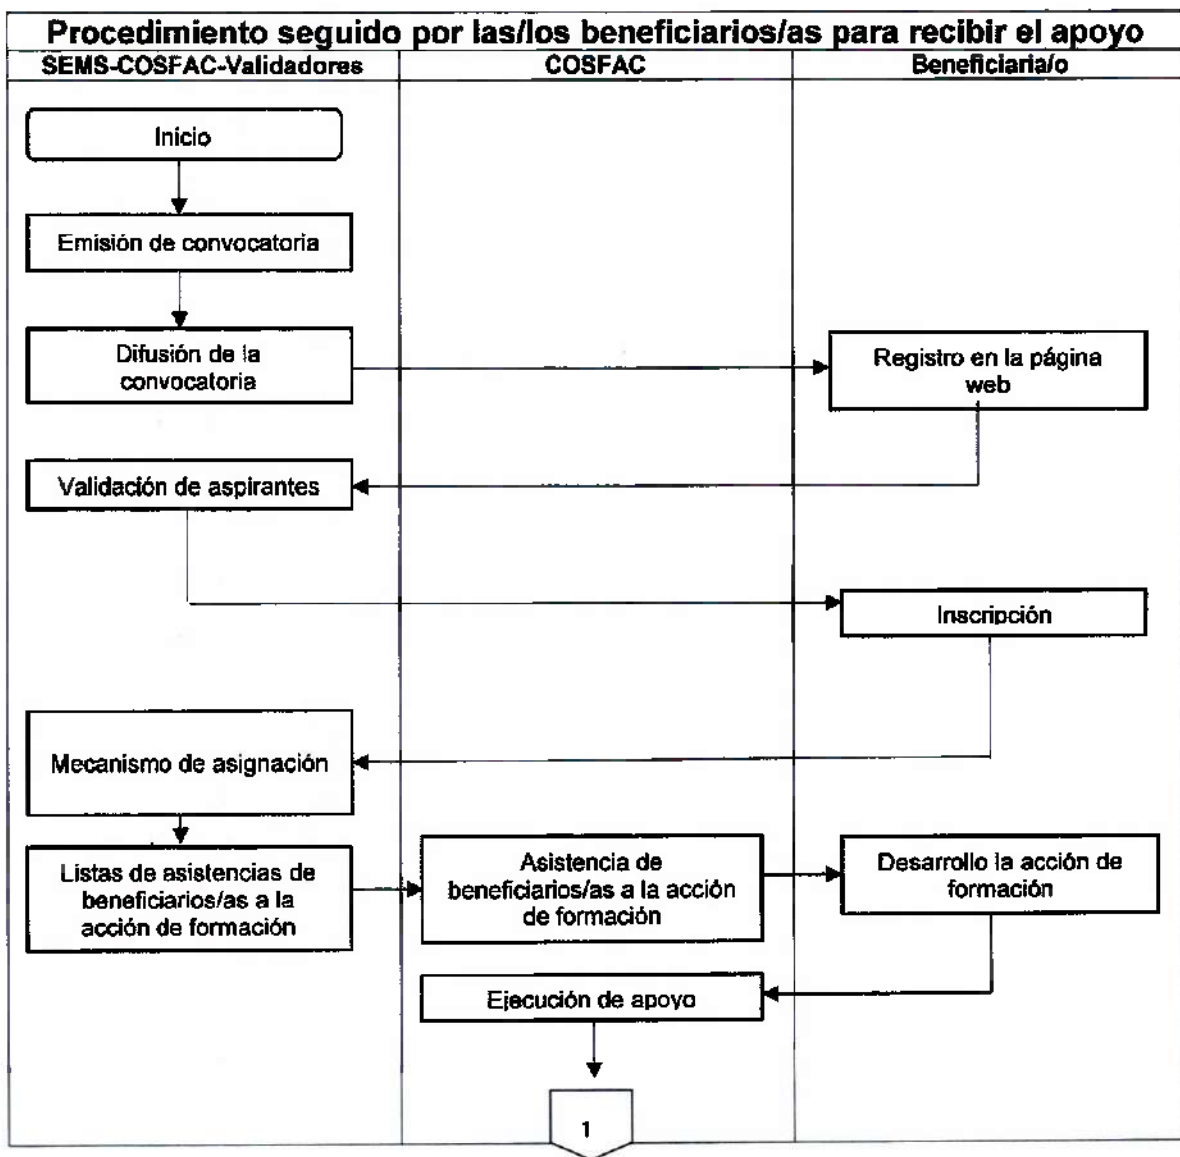 Procedimiento seguido por las/los beneficiarios/as para recibir el apoyo
SEMS-COSFAC-Validadores
COSFAC
Beneficiaria/o
Inicio
Emisión de convocatoria
Difusión de la
convocatoria
Registro en la página
web
Validación de aspirantes
Inscripción
Mecanismo de asignación
Listas de asistencias de
beneficiarios/as a la
acción de formación
Asistencia de
beneficiarios/as a la acción
de formación
Desarrollo la acción de
formación
Ejecución de apoyo
1